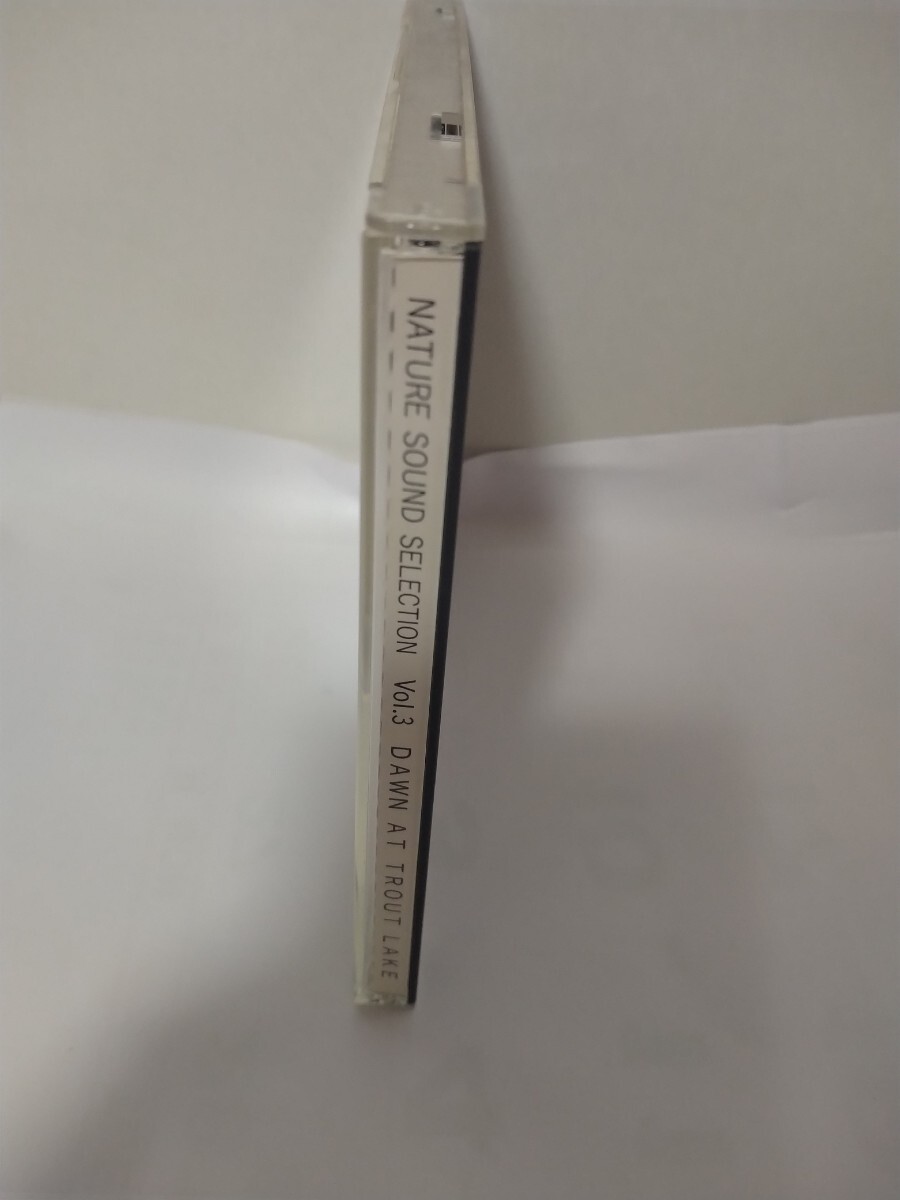 NATURE SOUND SELECTION Vol.3 DAWN AT TROUT LAKE